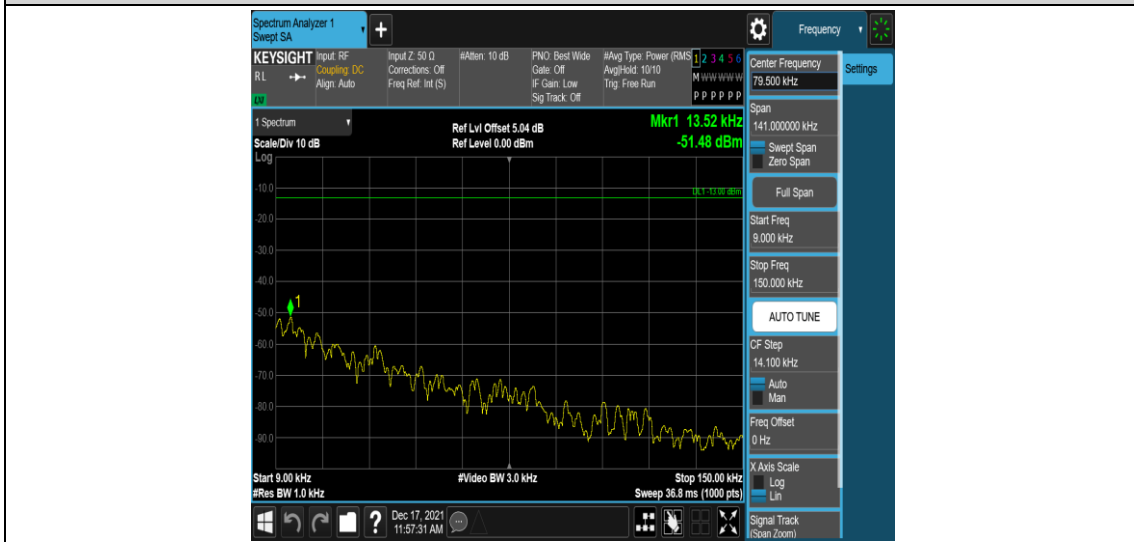 Spectrum Analyzer 1
Swept SA
+
Frequency
KEYSIGHT
RL
LXI
Input: RF
Coupling: DC
Align: Auto
Input Z: 50 Ω
Corrections: Off
Freq Ref: Int (S)
#Atten: 10 dB
PNO: Best Wide
Gate: Off
IF Gain: Low
Sig Track: Off
#Avg Type: Power (RMS
Avg|Hold: 10/10
Trig: Free Run
1 2 3 4 5 6
M W W W W W
P P P P P P
1 Spectrum
Scale/Div 10 dB
Log
Ref Lvl Offset 5.04 dB
Ref Level 0.00 dBm
Mkr1 13.52 kHz
-51.48 dBm
DL1 -13.00 dBm
-10.0
-20.0
-30.0
-40.0
-50.0
-60.0
-70.0
-80.0
-90.0
1
Start 9.00 kHz
#Res BW 1.0 kHz
#Video BW 3.0 kHz
Stop 150.00 kHz
Sweep 36.8 ms (1000 pts)
?
Dec 17, 2021
11:57:31 AM
Center Frequency
79.500 kHz
Settings
Span
141.000000 kHz
Swept Span
Zero Span
Full Span
Start Freq
9.000 kHz
Stop Freq
150.000 kHz
AUTO TUNE
CF Step
14.100 kHz
Auto
Man
Freq Offset
0 Hz
X Axis Scale
Log
Lin
Signal Track
(Span Zoom)